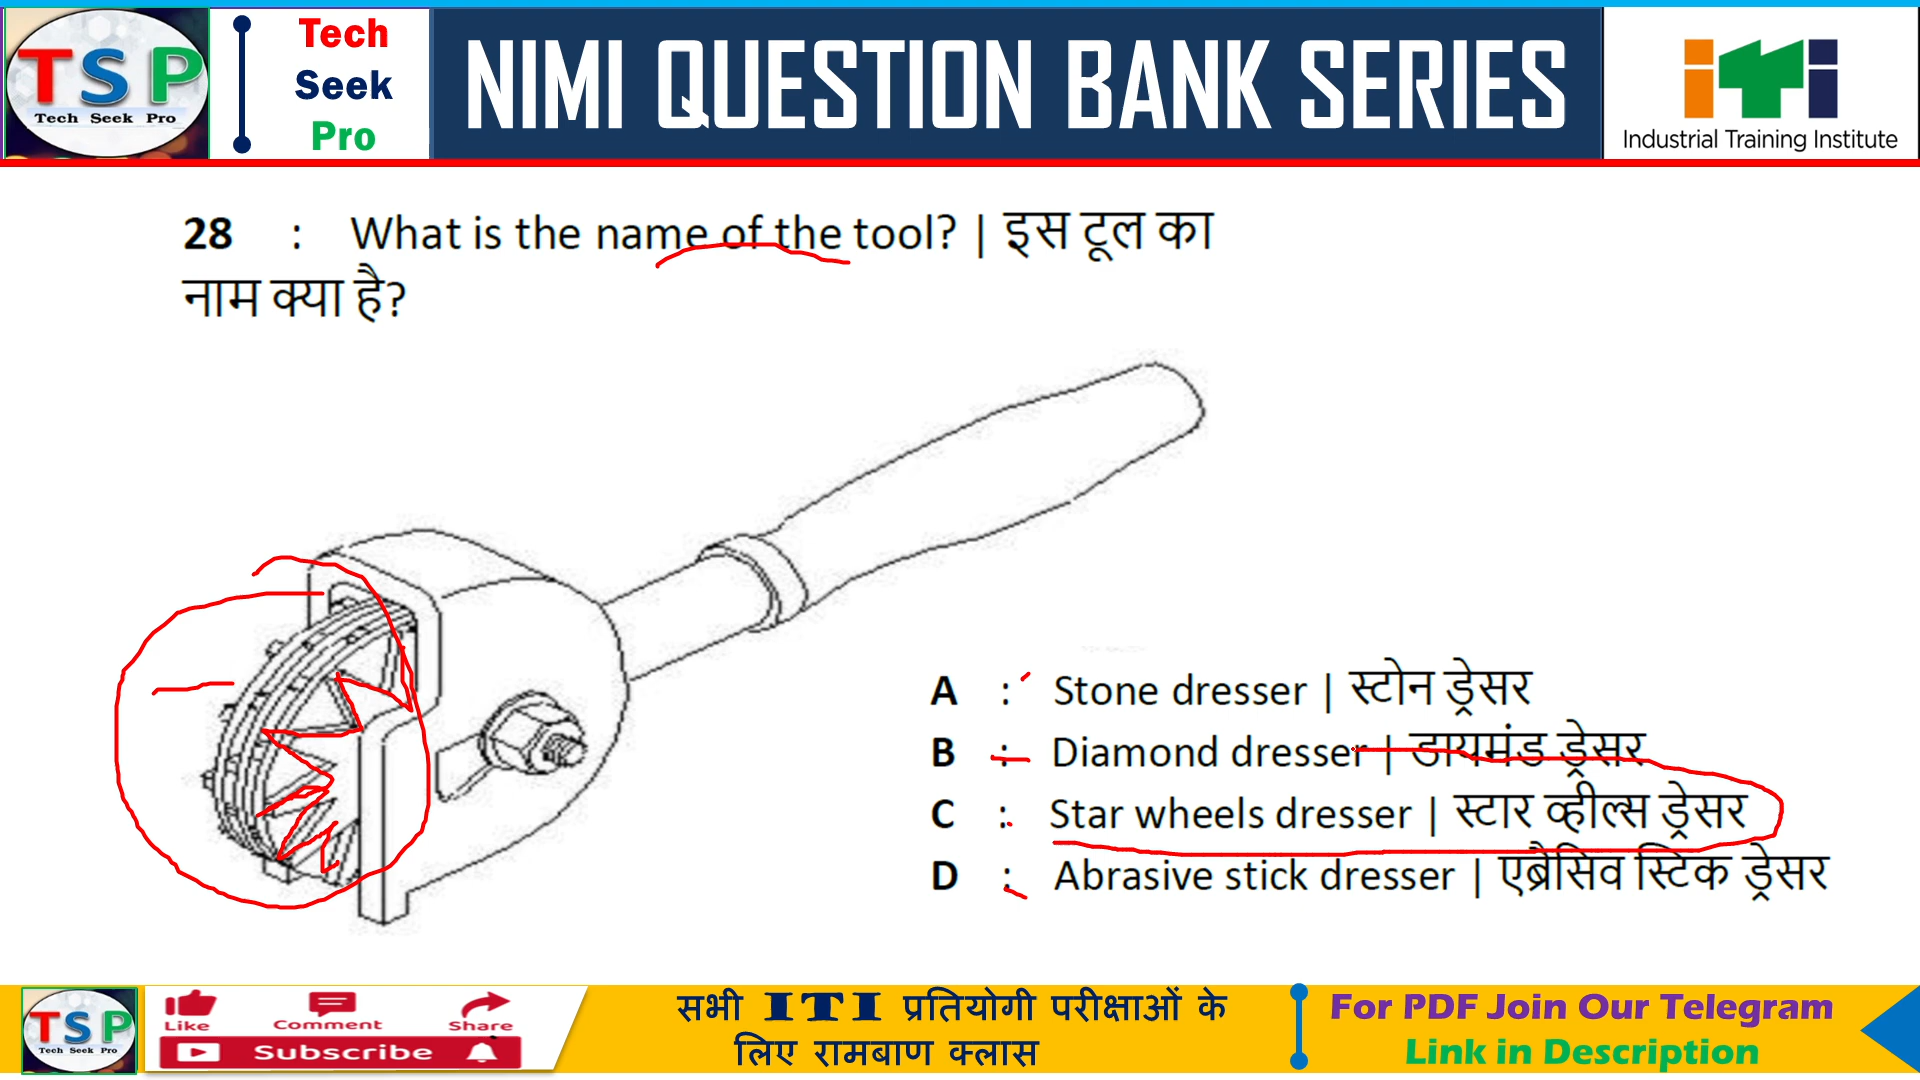 TSP
Tech Seek Pro
Tech
Seek
Pro
NIMI QUESTION BANK SERIES
iTi
Industrial Training Institute
28 : What is the name of the tool? | इस टूल का
नाम क्या है?
A : Stone dresser | स्टोन ड्रेसर
B : Diamond dresser | डायमंड ड्रेसर
C : Star wheels dresser | स्टार व्हील्स ड्रेसर
D : Abrasive stick dresser | एब्रैसिव स्टिक ड्रेसर
TSP
Tech Seek Pro
Like
Comment
Share
Subscribe
सभी ITI प्रतियोगी परीक्षाओं के
लिए रामबाण क्लास
For PDF Join Our Telegram
Link in Description